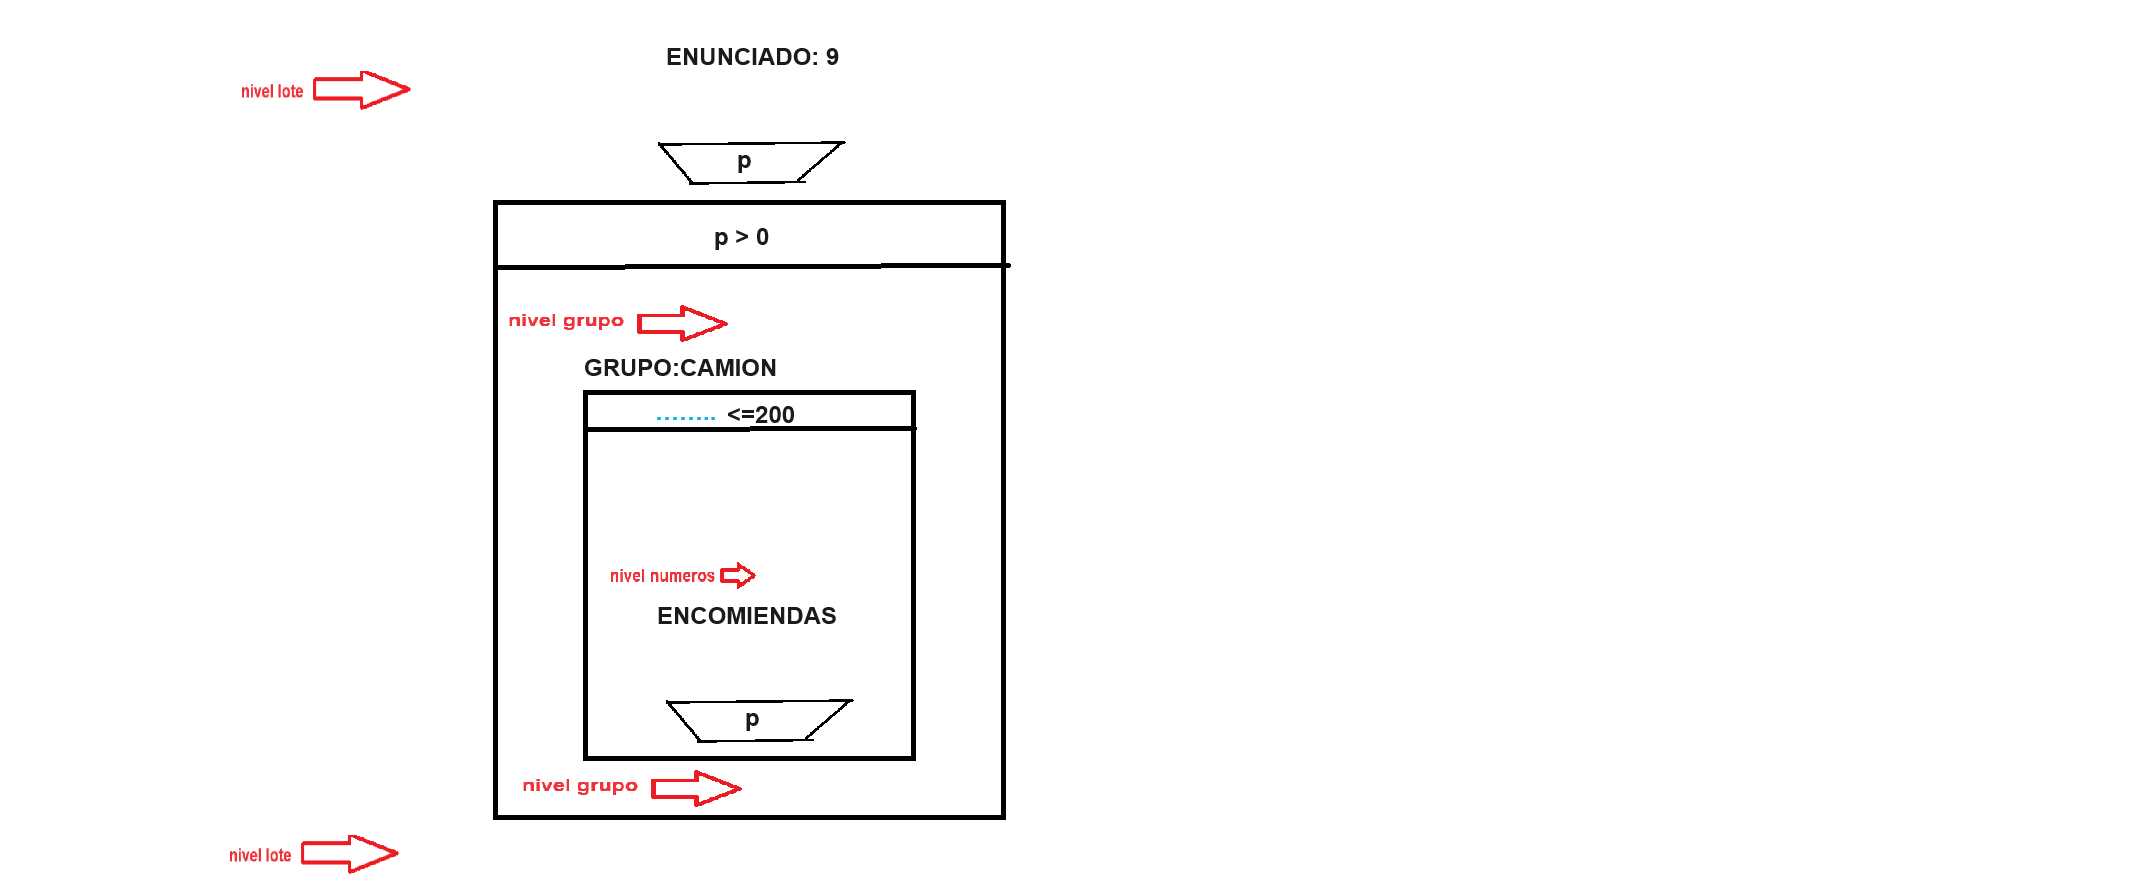 ENUNCIADO: 9
nivel lote
p
p > 0
nivel grupo
GRUPO:CAMION
........ <=200
nivel numeros
ENCOMIENDAS
p
nivel grupo
nivel lote